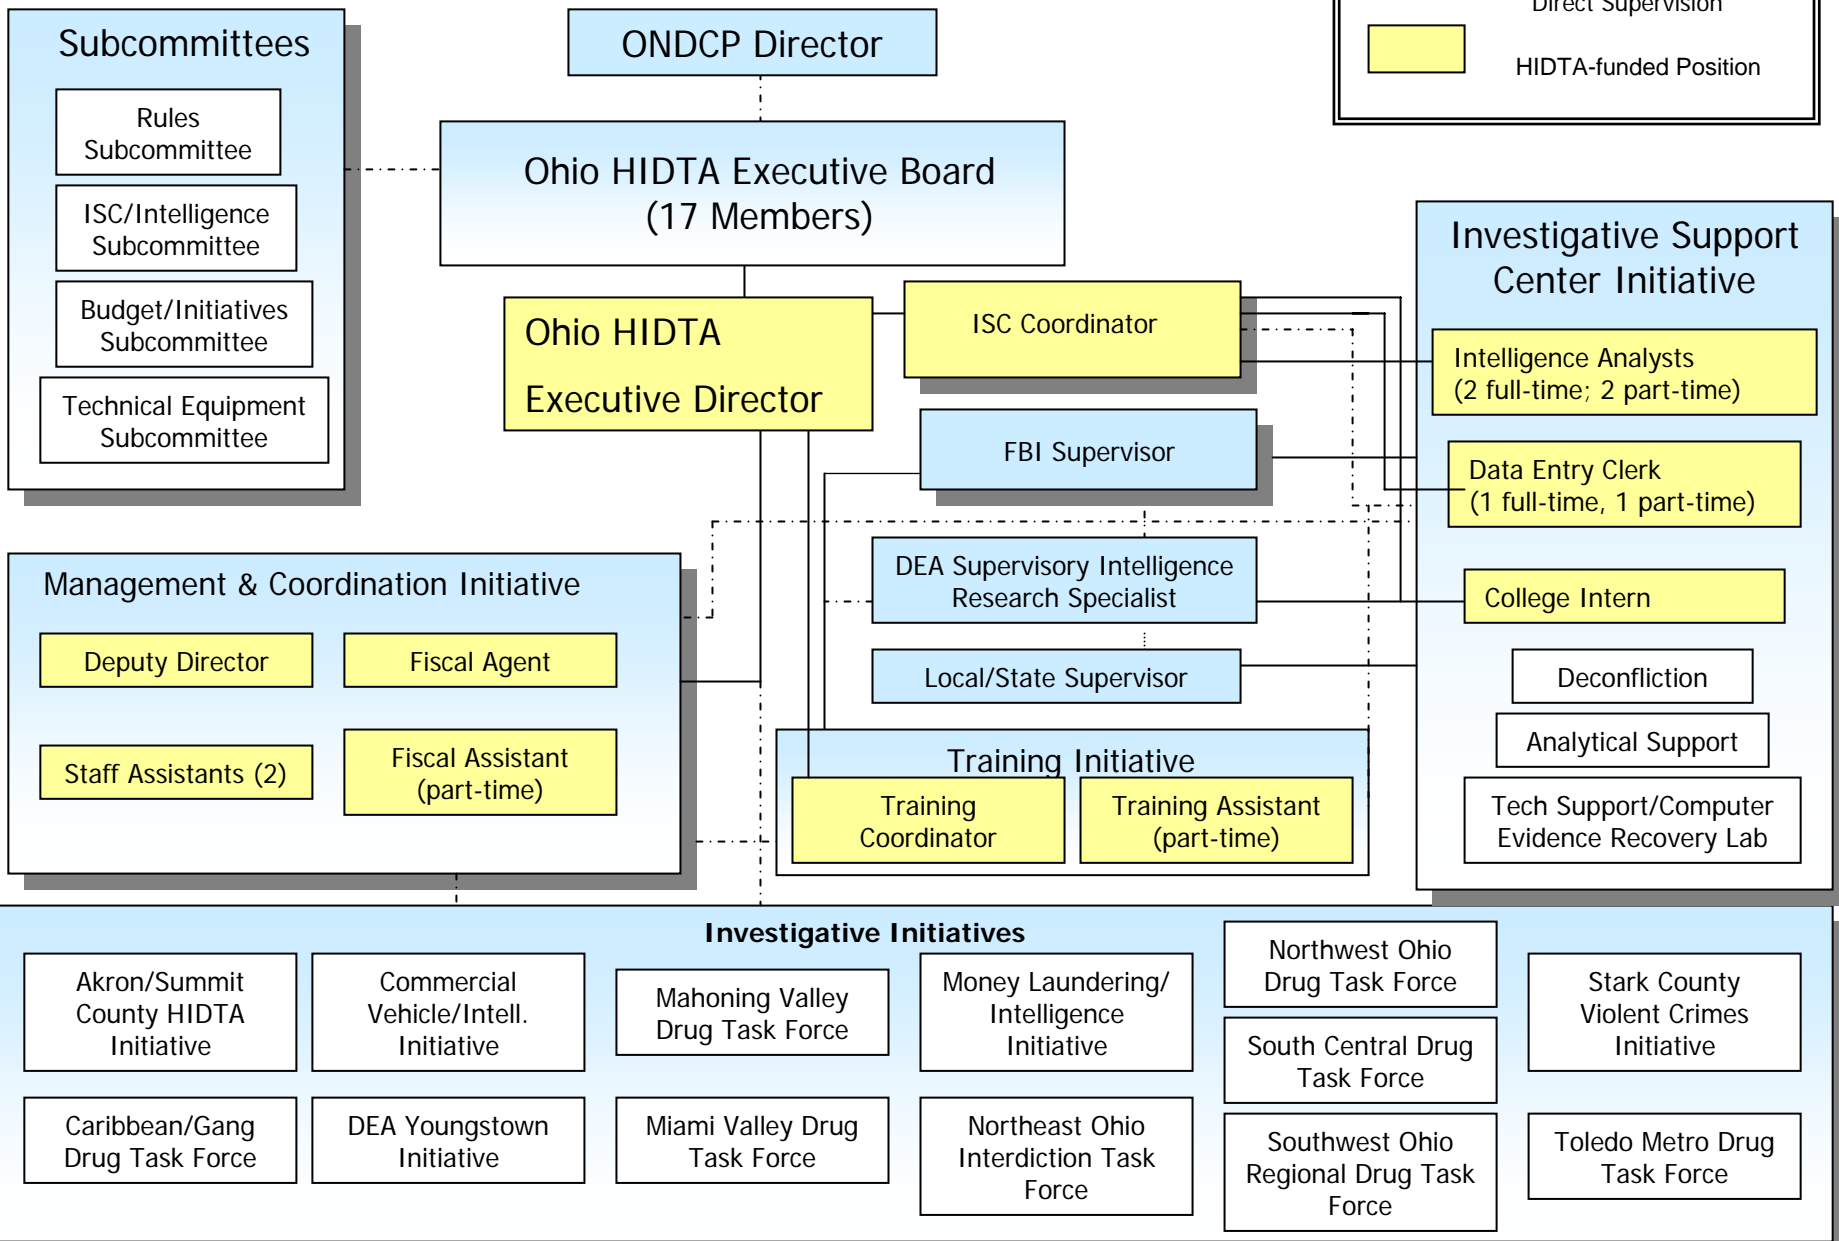 Direct Supervision
HIDTA-funded Position
Subcommittees
Rules
Subcommittee
ISC/Intelligence
Subcommittee
Budget/Initiatives
Subcommittee
Technical Equipment
Subcommittee
ONDCP Director
Ohio HIDTA Executive Board
(17 Members)
Ohio HIDTA
Executive Director
ISC Coordinator
FBI Supervisor
DEA Supervisory Intelligence
Research Specialist
Local/State Supervisor
Investigative Support
Center Initiative
Intelligence Analysts
(2 full-time; 2 part-time)
Data Entry Clerk
(1 full-time, 1 part-time)
College Intern
Deconfliction
Analytical Support
Tech Support/Computer
Evidence Recovery Lab
Management & Coordination Initiative
Deputy Director
Fiscal Agent
Staff Assistants (2)
Fiscal Assistant
(part-time)
Training Initiative
Training
Coordinator
Training Assistant
(part-time)
Investigative Initiatives
Akron/Summit
County HIDTA
Initiative
Commercial
Vehicle/Intell.
Initiative
Mahoning Valley
Drug Task Force
Money Laundering/
Intelligence
Initiative
Northwest Ohio
Drug Task Force
South Central Drug
Task Force
Stark County
Violent Crimes
Initiative
Caribbean/Gang
Drug Task Force
DEA Youngstown
Initiative
Miami Valley Drug
Task Force
Northeast Ohio
Interdiction Task
Force
Southwest Ohio
Regional Drug Task
Force
Toledo Metro Drug
Task Force